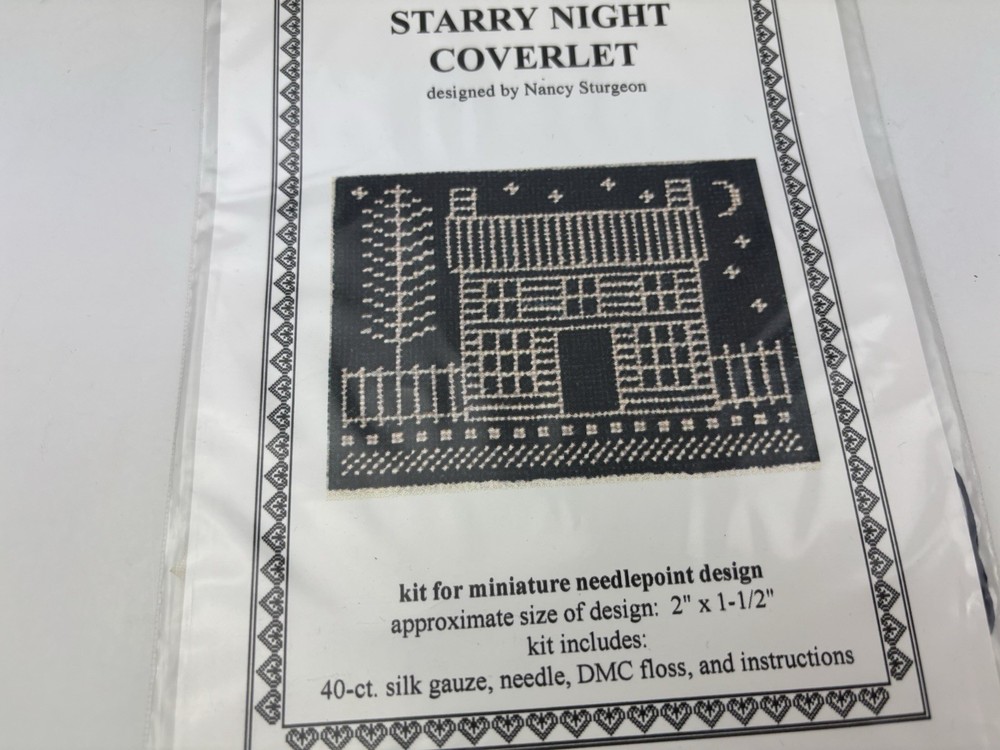 STARRY NIGHT
COVERLET
designed by Nancy Sturgeon
kit for miniature needlepoint design
approximate size of design: 2" x 1-1/2"
kit includes:
40-ct. silk gauze, needle, DMC floss, and instructions